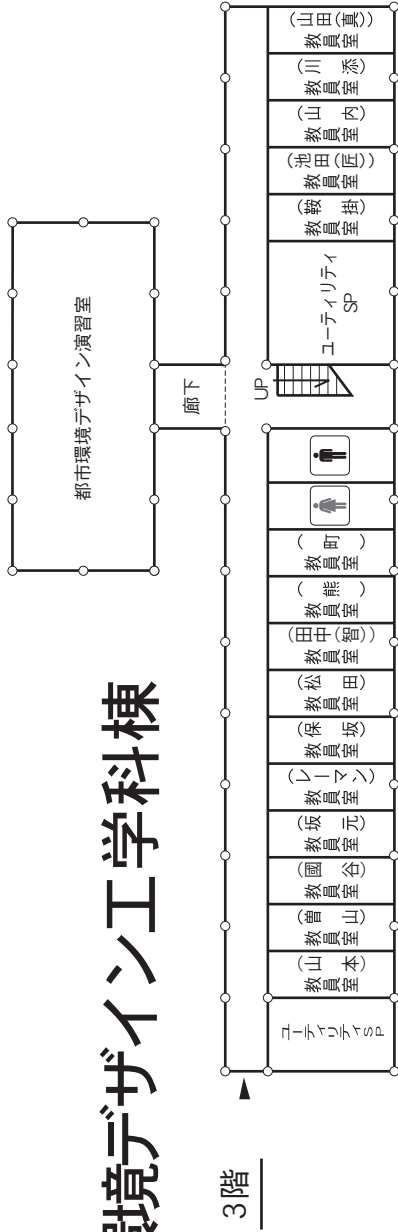 環境デザイン工学科棟
3階
都市環境デザイン演習室
廊下
UP
ユーティリティSP
教員室
(山本)
教員室
(曽山)
教員室
(國谷)
教員室
(坂元)
教員室
(レーマン)
教員室
(保坂)
教員室
(松田)
教員室
(田中(智))
教員室
(熊)
教員室
(町)
ユーティリティ
SP
教員室
(鞍掛)
教員室
(池田(匠))
教員室
(山内)
教員室
(川添)
教員室
(山田(真))